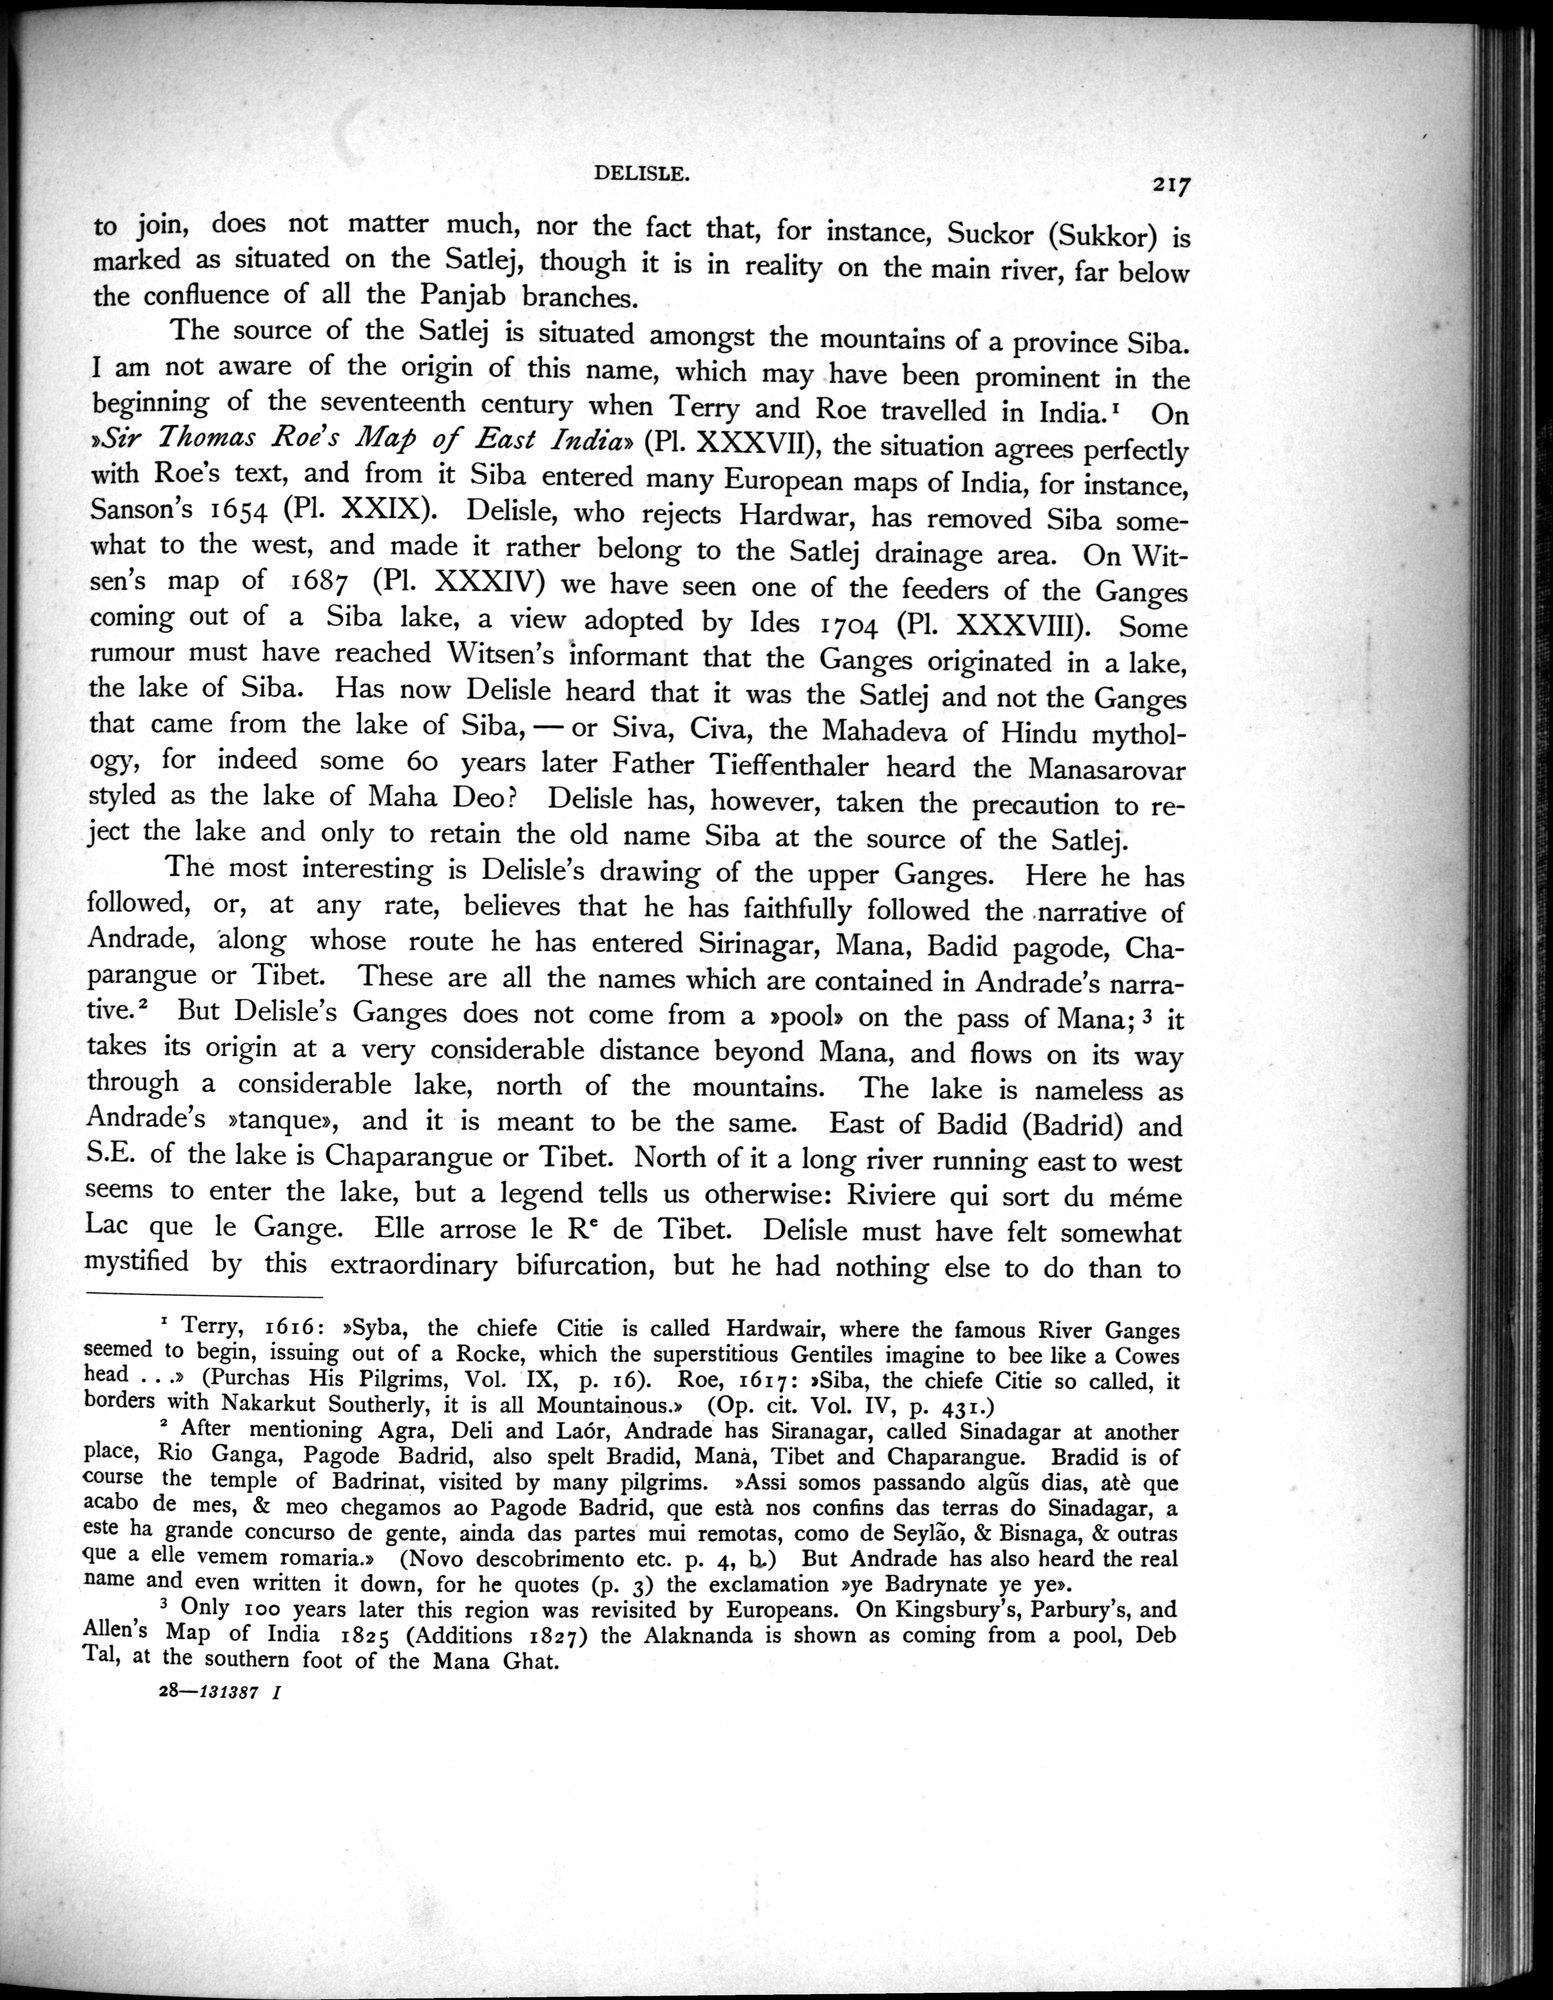 DELISLE.
217
to join, does not matter much, nor the fact that, for instance, Suckor (Sukkor) is
marked as situated on the Satlej, though it is in reality on the main river, far below
the confluence of all the Panjab branches.
The source of the Satlej is situated amongst the mountains of a province Siba.
I am not aware of the origin of this name, which may have been prominent in the
beginning of the seventeenth century when Terry and Roe travelled in India.¹ On
»Sir Thomas Roe's Map of East India» (Pl. XXXVII), the situation agrees perfectly
with Roe's text, and from it Siba entered many European maps of India, for instance,
Sanson's 1654 (Pl. XXIX). Delisle, who rejects Hardwar, has removed Siba some-
what to the west, and made it rather belong to the Satlej drainage area. On Wit-
sen's map of 1687 (Pl. XXXIV) we have seen one of the feeders of the Ganges
coming out of a Siba lake, a view adopted by Ides 1704 (Pl. XXXVIII). Some
rumour must have reached Witsen's informant that the Ganges originated in a lake,
the lake of Siba. Has now Delisle heard that it was the Satlej and not the Ganges
that came from the lake of Siba, — or Siva, Civa, the Mahadeva of Hindu mythol-
ogy, for indeed some 60 years later Father Tieffenthaler heard the Manasarovar
styled as the lake of Maha Deo? Delisle has, however, taken the precaution to re-
ject the lake and only to retain the old name Siba at the source of the Satlej.
The most interesting is Delisle's drawing of the upper Ganges. Here he has
followed, or, at any rate, believes that he has faithfully followed the narrative of
Andrade, along whose route he has entered Sirinagar, Mana, Badid pagode, Cha-
parangue or Tibet. These are all the names which are contained in Andrade's narra-
tive.² But Delisle's Ganges does not come from a »pool» on the pass of Mana;³ it
takes its origin at a very considerable distance beyond Mana, and flows on its way
through a considerable lake, north of the mountains. The lake is nameless as
Andrade's »tanque», and it is meant to be the same. East of Badid (Badrid) and
S.E. of the lake is Chaparangue or Tibet. North of it a long river running east to west
seems to enter the lake, but a legend tells us otherwise: Riviere qui sort du méme
Lac que le Gange. Elle arrose le Rᵉ de Tibet. Delisle must have felt somewhat
mystified by this extraordinary bifurcation, but he had nothing else to do than to
¹ Terry, 1616: »Syba, the chiefe Citie is called Hardwair, where the famous River Ganges
seemed to begin, issuing out of a Rocke, which the superstitious Gentiles imagine to bee like a Cowes
head . . .» (Purchas His Pilgrims, Vol. IX, p. 16). Roe, 1617: »Siba, the chiefe Citie so called, it
borders with Nakarkut Southerly, it is all Mountainous.» (Op. cit. Vol. IV, p. 431.)
² After mentioning Agra, Deli and Laór, Andrade has Siranagar, called Sinadagar at another
place, Rio Ganga, Pagode Badrid, also spelt Bradid, Manà, Tibet and Chaparangue. Bradid is of
course the temple of Badrinat, visited by many pilgrims. »Assi somos passando algũs dias, atè que
acabo de mes, & meo chegamos ao Pagode Badrid, que està nos confins das terras do Sinadagar, a
este ha grande concurso de gente, ainda das partes mui remotas, como de Seylão, & Bisnaga, & outras
que a elle vemem romaria.» (Novo descobrimento etc. p. 4, b.) But Andrade has also heard the real
name and even written it down, for he quotes (p. 3) the exclamation »ye Badrynate ye ye».
³ Only 100 years later this region was revisited by Europeans. On Kingsbury's, Parbury's, and
Allen's Map of India 1825 (Additions 1827) the Alaknanda is shown as coming from a pool, Deb
Tal, at the southern foot of the Mana Ghat.
28—131387 I